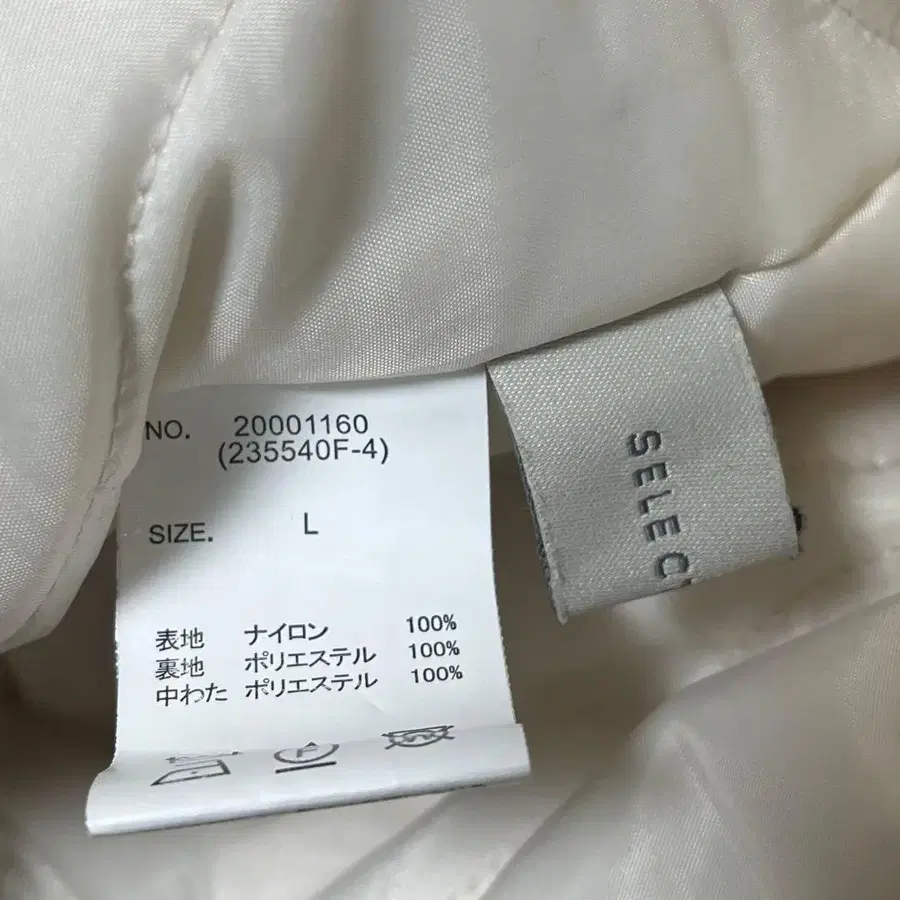 NO. 20001160
(235540F-4)
SIZE. L
表地 ナイロン 100%
裏地 ポリエステル 100%
中わた ポリエステル 100%
SELEC